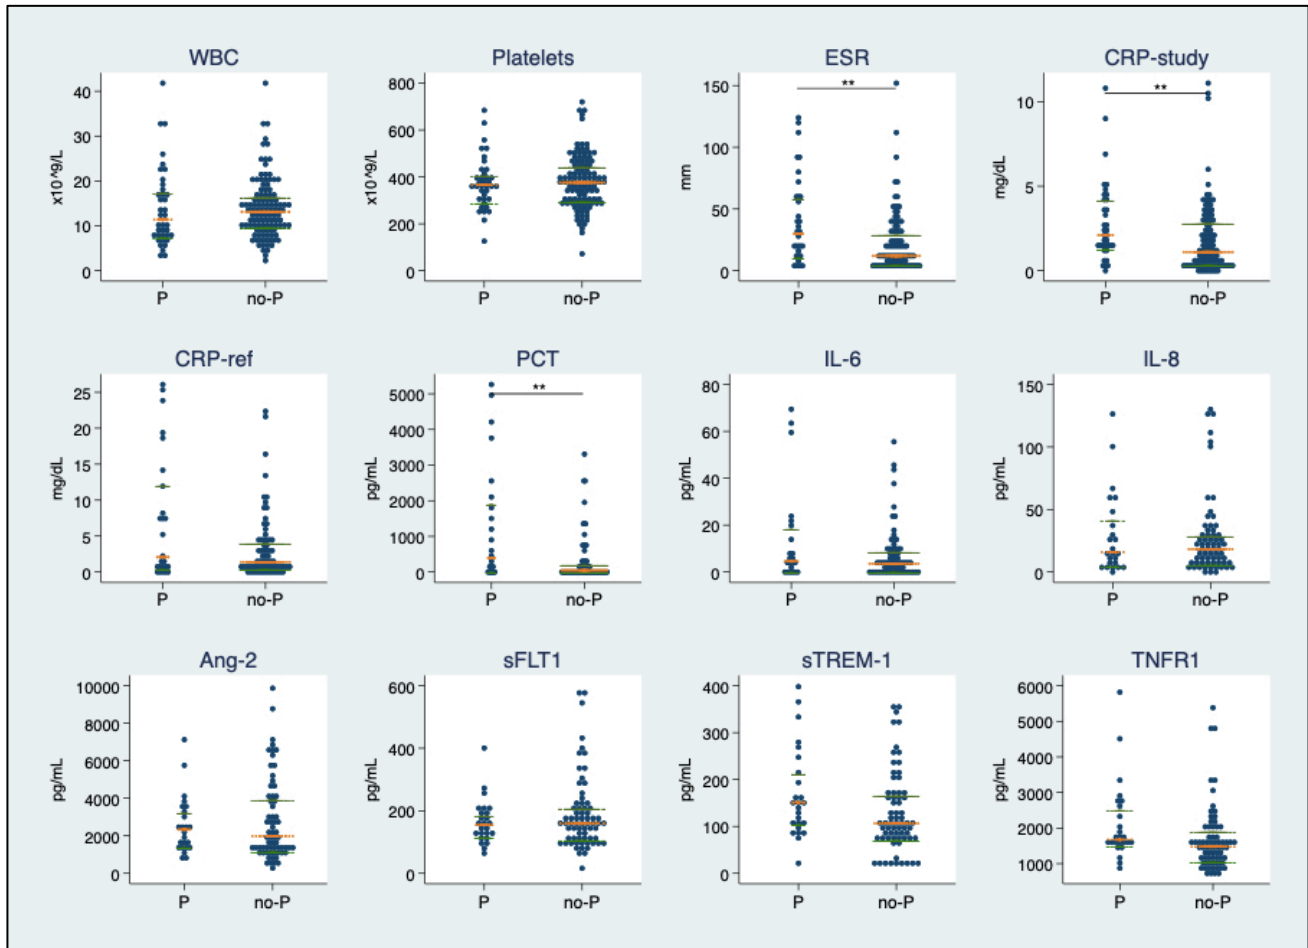 WBC
x10^9/L
40
30
20
10
0
P no-P
Platelets
x10^9/L
800
600
400
200
0
P no-P
ESR
mm
150
100
50
0
**
P no-P
CRP-study
mg/dL
10
5
0
**
P no-P
CRP-ref
mg/dL
25
20
15
10
5
0
P no-P
PCT
pg/mL
5000
4000
3000
2000
1000
0
**
P no-P
IL-6
pg/mL
80
60
40
20
0
P no-P
IL-8
pg/mL
150
100
50
0
P no-P
Ang-2
pg/mL
10000
8000
6000
4000
2000
0
P no-P
sFLT1
pg/mL
600
400
200
0
P no-P
sTREM-1
pg/mL
400
300
200
100
0
P no-P
TNFR1
pg/mL
6000
5000
4000
3000
2000
1000
P no-P